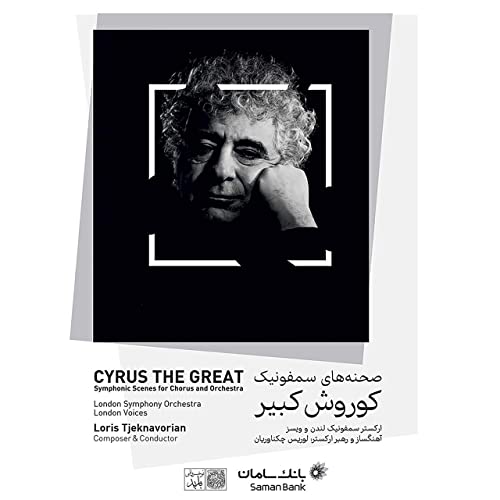 CYRUS THE GREAT
Symphonic Scenes for Chorus and Orchestra
London Symphony Orchestra
London Voices
Loris Tjeknavorian
Composer & Conductor
صحنه‌های سمفونیک
کوروش کبیر
ارکستر سمفونیک لندن و ویسز
آهنگساز و رهبر ارکستر: لوریس چکناوریان
بانک سامان
Saman Bank